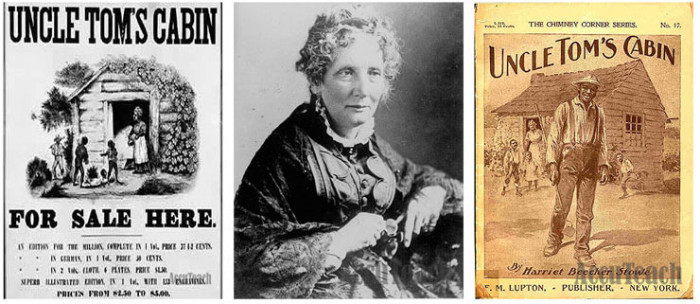 UNCLE TOM'S CABIN
FOR SALE HERE.
AN EDITION FOR THE MILLION, COMPLETE IN 1 Vol. PRICE 37 1-2 CENTS.
" " IN GERMAN, IN 1 Vol. PRICE 50 CENTS.
" " IN 2 Vols. CLOTH, 6 PLATES, PRICE $1.50.
SUPERB ILLUSTRATED EDITION, IN 1 Vol. WITH 153 ENGRAVINGS,
PRICES FROM $2.50 TO $5.00.
AccuTeach
AccuTeach
THE CHIMNEY CORNER SERIES. No. 17.
UNCLE TOM'S CABIN
By Harriet Beecher Stowe
F. M. LUPTON, - PUBLISHER, - NEW YORK.
AccuTeach